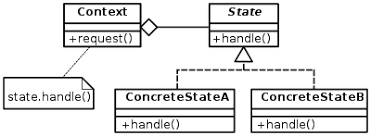 Context
State
+request()
+handle()
state.handle()
ConcreteStateA
ConcreteStateB
+handle()
+handle()